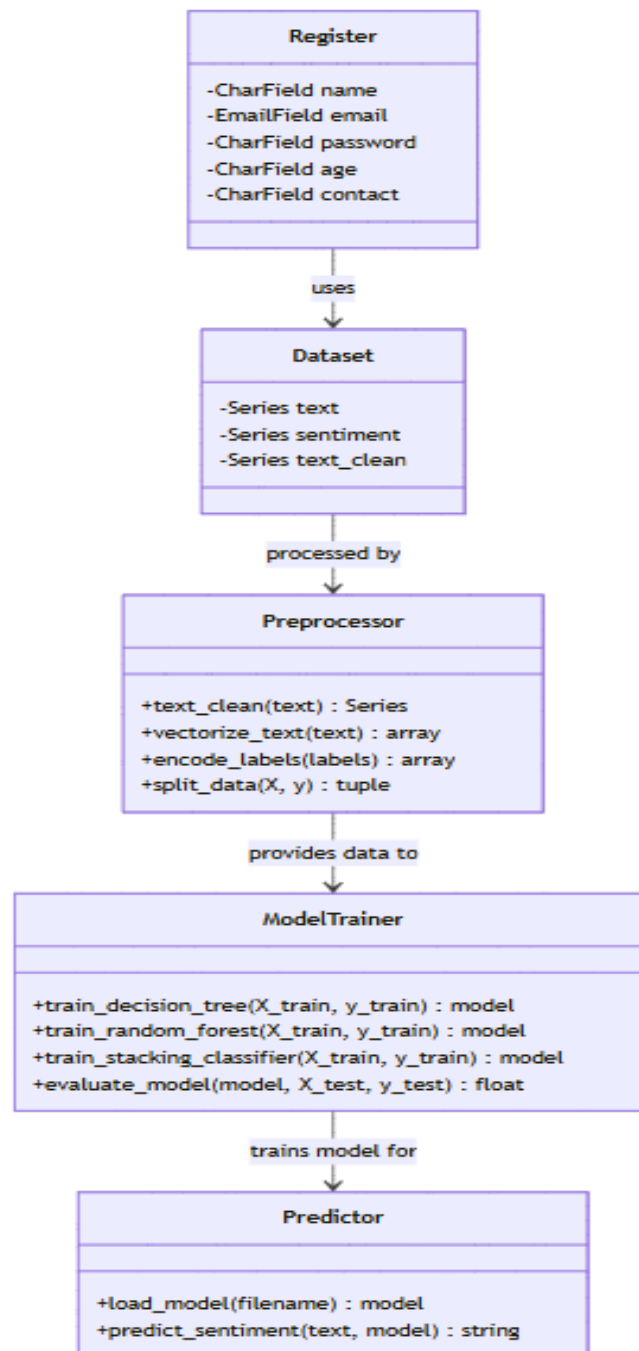 Register
-CharField name
-EmailField email
-CharField password
-CharField age
-CharField contact
uses
Dataset
-Series text
-Series sentiment
-Series text_clean
processed by
Preprocessor
+text_clean(text) : Series
+vectorize_text(text) : array
+encode_labels(labels) : array
+split_data(X, y) : tuple
provides data to
ModelTrainer
+train_decision_tree(X_train, y_train) : model
+train_random_forest(X_train, y_train) : model
+train_stacking_classifier(X_train, y_train) : model
+evaluate_model(model, X_test, y_test) : float
trains model for
Predictor
+load_model(filename) : model
+predict_sentiment(text, model) : string